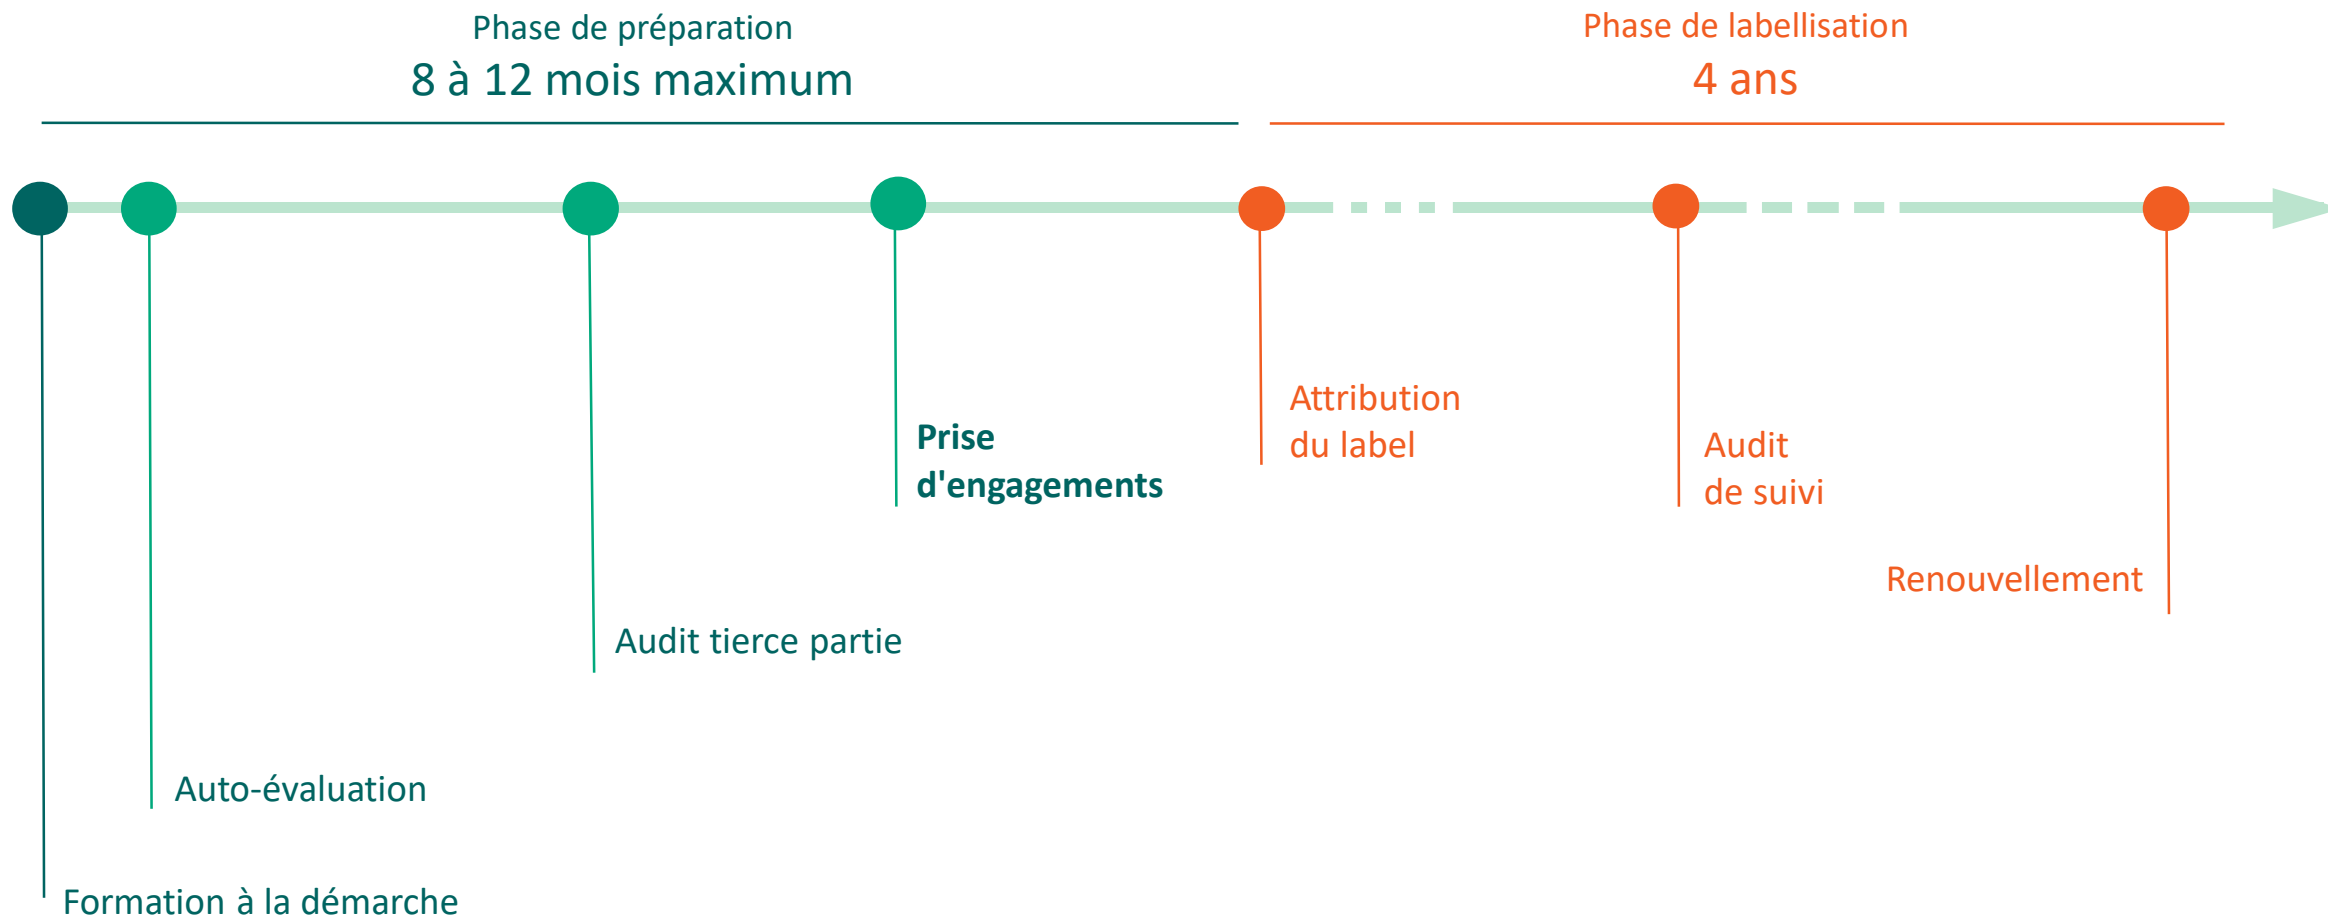 Phase de préparation
8 à 12 mois maximum
Phase de labellisation
4 ans
Formation à la démarche
Auto-évaluation
Audit tierce partie
Prise
d'engagements
Attribution
du label
Audit
de suivi
Renouvellement